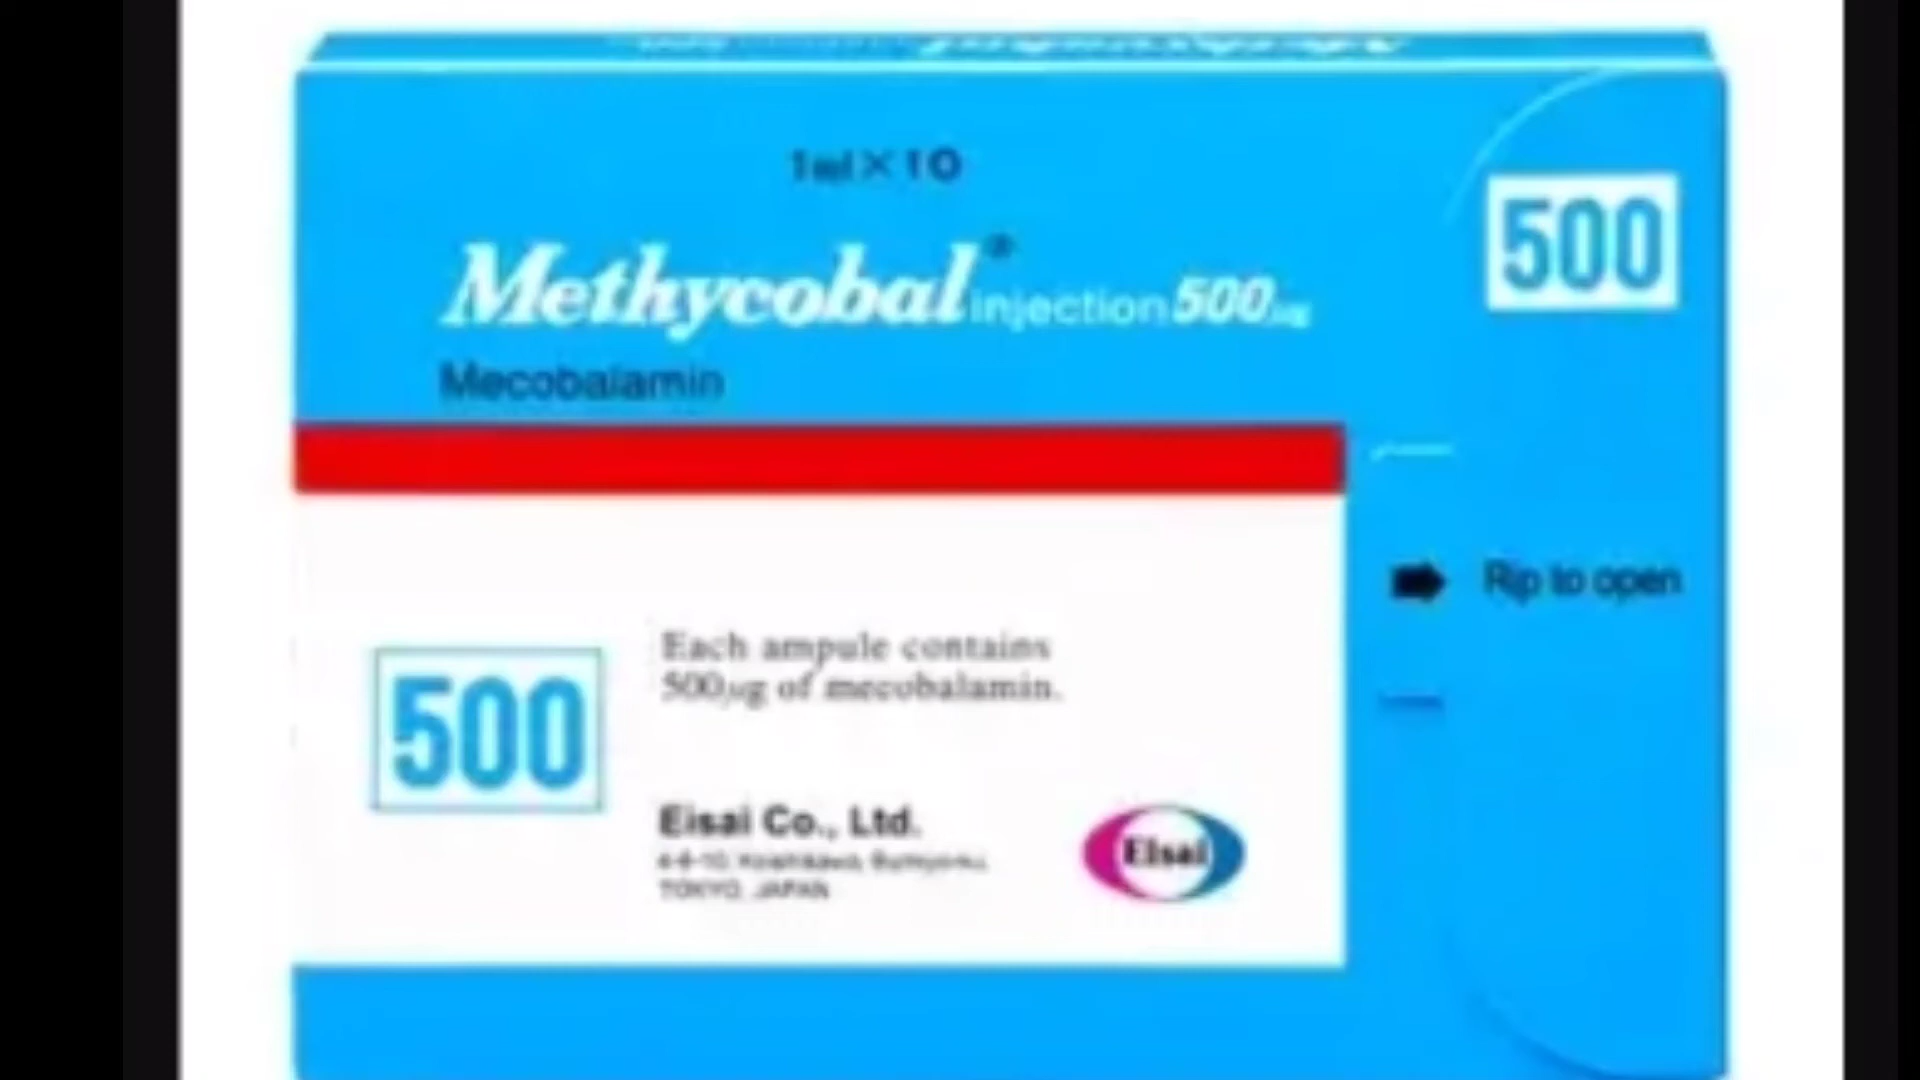 1ml×10
Methycobal® injection 500μg
Mecobalamin
500
Rip to open
Each ampule contains
500μg of mecobalamin.
500
Eisai Co., Ltd.
TOKYO, JAPAN
Eisai